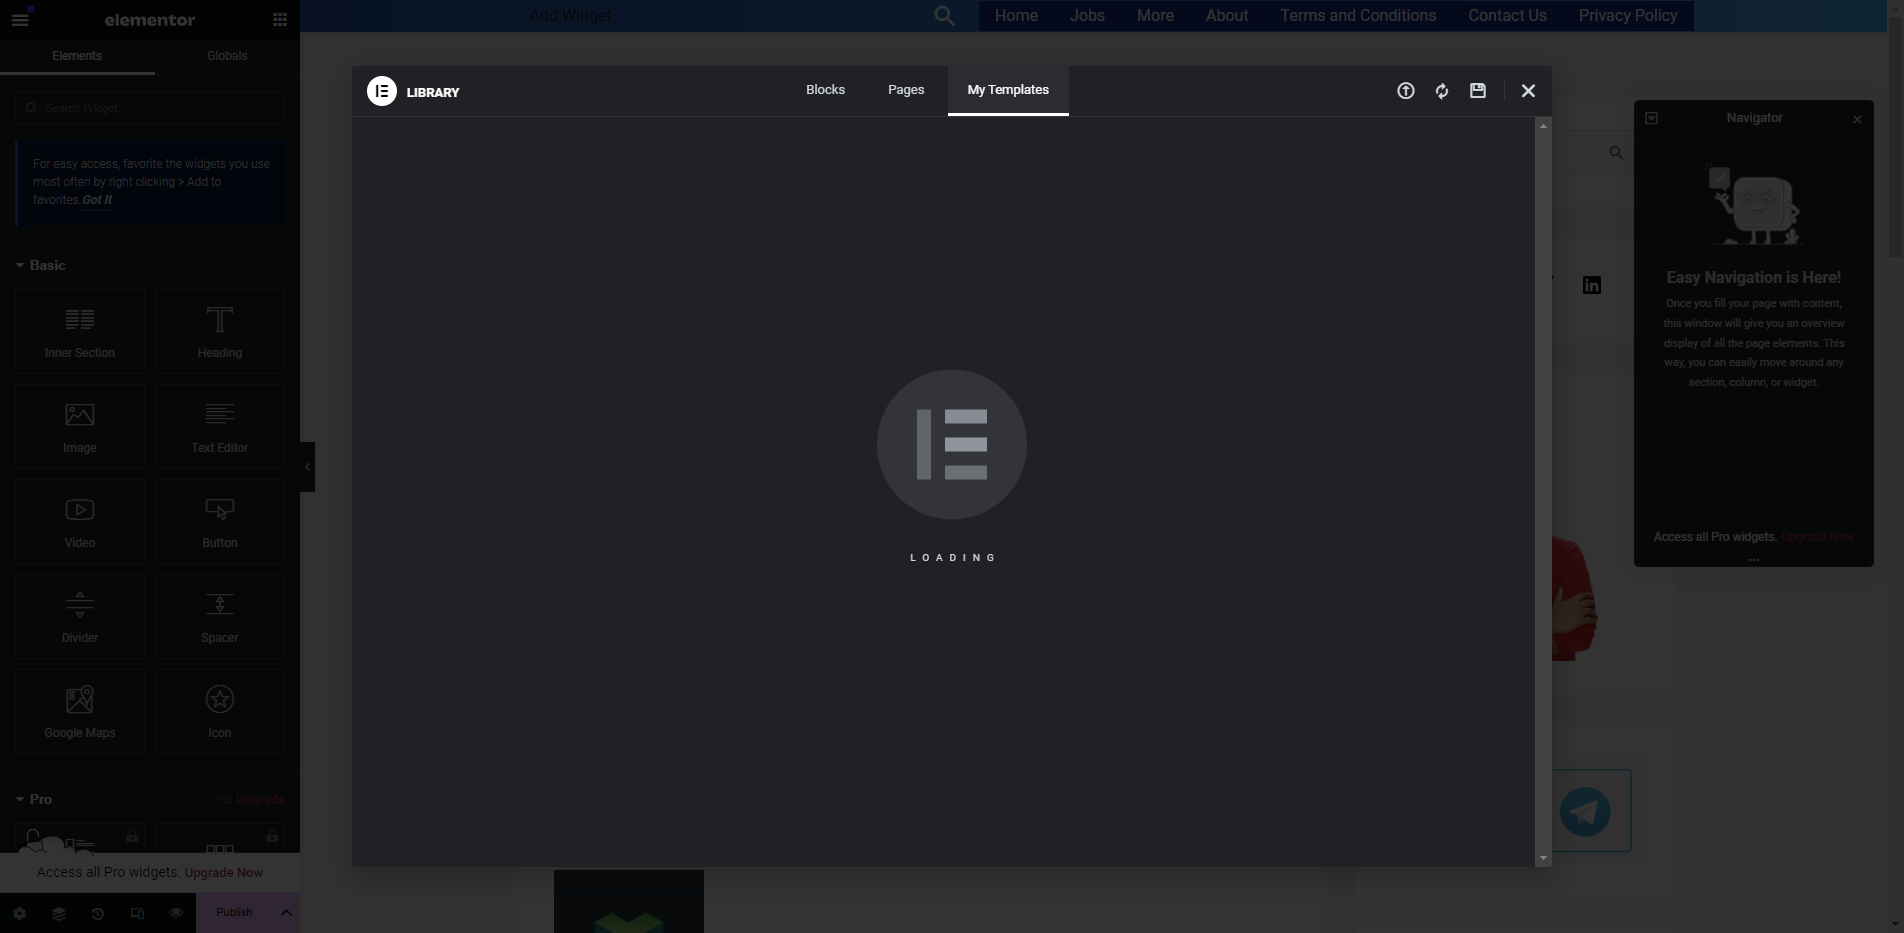 elementor
Add Widget
Home Jobs More About Terms and Conditions Contact Us Privacy Policy
Elements Globals
Search Widget...
For easy access, favorite the widgets you use
most often by right clicking > Add to
favorites. Got it
Basic
Inner Section Heading
Image Text Editor
Video Button
Divider Spacer
Google Maps Icon
Pro Upgrade
Access all Pro widgets. Upgrade Now
Publish
LIBRARY
Blocks Pages My Templates
LOADING
Navigator
Easy Navigation is Here!
Once you fill your page with content,
this window will give you an overview
display of all the page elements. This
way, you can easily move around any
section, column, or widget.
Access all Pro widgets. Upgrade Now